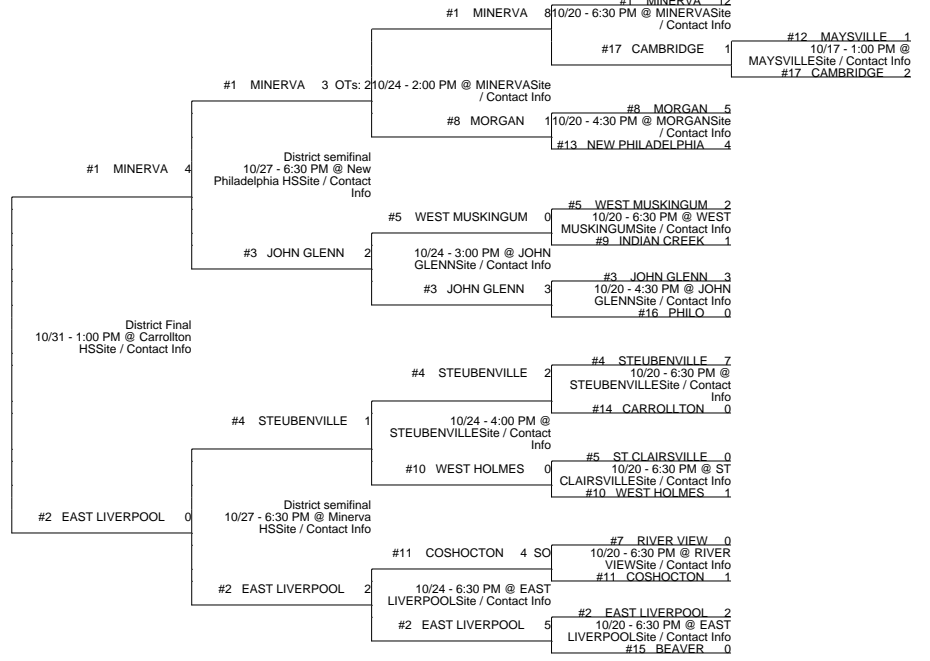 #1 MINERVA 12
#1 MINERVA 8
10/20 - 6:30 PM @ MINERVASite
/ Contact Info
#12 MAYSVILLE 1
#17 CAMBRIDGE 1
10/17 - 1:00 PM @
MAYSVILLESite / Contact Info
#17 CAMBRIDGE 2
#1 MINERVA 3 OTs: 2
10/24 - 2:00 PM @ MINERVASite
/ Contact Info
#8 MORGAN 5
#8 MORGAN 1
10/20 - 4:30 PM @ MORGANSite
/ Contact Info
#13 NEW PHILADELPHIA 4
#1 MINERVA 4
District semifinal
10/27 - 6:30 PM @ New
Philadelphia HSSite / Contact
Info
#5 WEST MUSKINGUM 2
#5 WEST MUSKINGUM 0
10/20 - 6:30 PM @ WEST
MUSKINGUMSite / Contact Info
#9 INDIAN CREEK 1
#3 JOHN GLENN 2
10/24 - 3:00 PM @ JOHN
GLENNSite / Contact Info
#3 JOHN GLENN 3
#3 JOHN GLENN 3
10/20 - 4:30 PM @ JOHN
GLENNSite / Contact Info
#16 PHILO 0
District Final
10/31 - 1:00 PM @ Carrollton
HSSite / Contact Info
#4 STEUBENVILLE 7
#4 STEUBENVILLE 2
10/20 - 6:30 PM @
STEUBENVILLESite / Contact
Info
#14 CARROLLTON 0
#4 STEUBENVILLE 1
10/24 - 4:00 PM @
STEUBENVILLESite / Contact
Info
#5 ST CLAIRSVILLE 0
#10 WEST HOLMES 0
10/20 - 6:30 PM @ ST
CLAIRSVILLESite / Contact Info
#10 WEST HOLMES 1
#2 EAST LIVERPOOL 0
District semifinal
10/27 - 6:30 PM @ Minerva
HSSite / Contact Info
#7 RIVER VIEW 0
#11 COSHOCTON 4 SO
10/20 - 6:30 PM @ RIVER
VIEWSite / Contact Info
#11 COSHOCTON 1
#2 EAST LIVERPOOL 2
10/24 - 6:30 PM @ EAST
LIVERPOOLSite / Contact Info
#2 EAST LIVERPOOL 2
#2 EAST LIVERPOOL 5
10/20 - 6:30 PM @ EAST
LIVERPOOLSite / Contact Info
#15 BEAVER 0